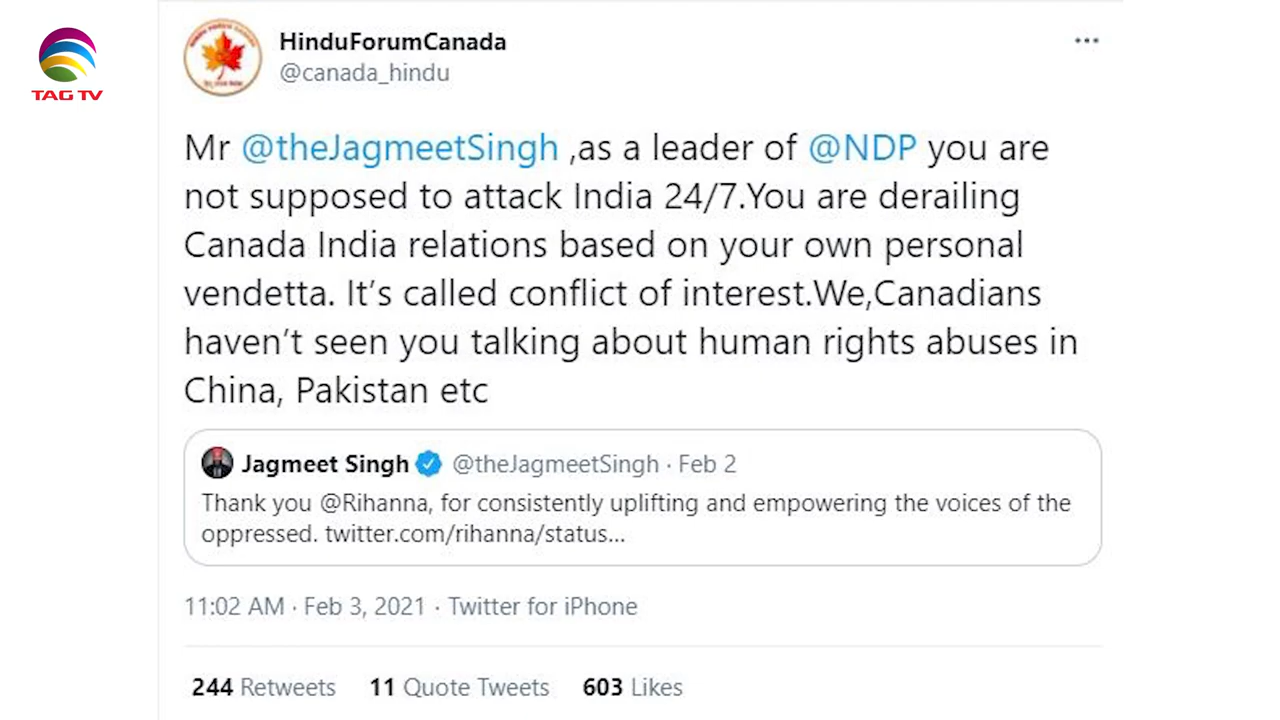 TAG TV
HinduForumCanada
@canada_hindu
Mr @theJagmeetSingh ,as a leader of @NDP you are
not supposed to attack India 24/7.You are derailing
Canada India relations based on your own personal
vendetta. It’s called conflict of interest.We,Canadians
haven’t seen you talking about human rights abuses in
China, Pakistan etc
Jagmeet Singh @theJagmeetSingh · Feb 2
Thank you @Rihanna, for consistently uplifting and empowering the voices of the
oppressed. twitter.com/rihanna/status...
11:02 AM · Feb 3, 2021 · Twitter for iPhone
244 Retweets 11 Quote Tweets 603 Likes